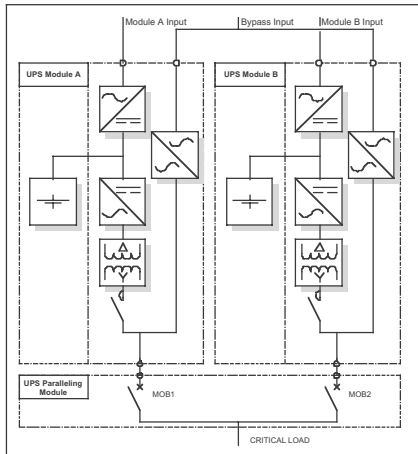 Module A Input
Bypass Input
Module B Input
UPS Module A
UPS Module B
UPS Paralleling
Module
MOB1
MOB2
CRITICAL LOAD